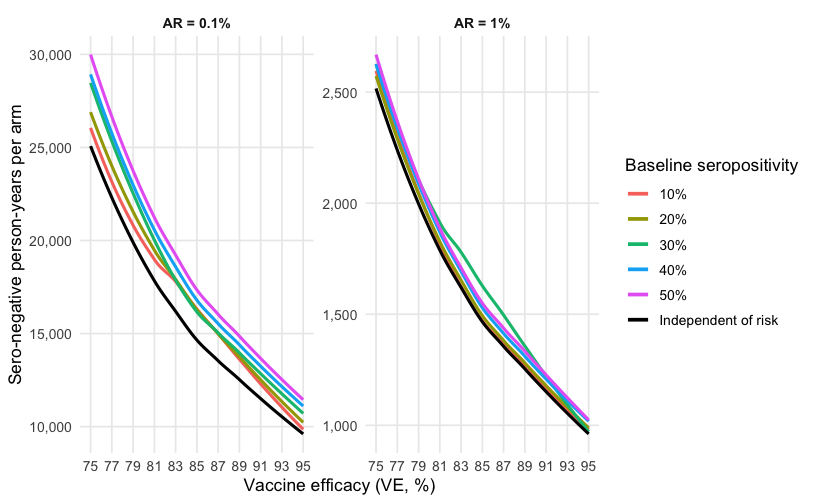 AR = 0.1%
AR = 1%
Sero-negative person-years per arm
30,000
25,000
20,000
15,000
10,000
2,500
2,000
1,500
1,000
75 77 79 81 83 85 87 89 91 93 95
75 77 79 81 83 85 87 89 91 93 95
Vaccine efficacy (VE, %)
Baseline seropositivity
10%
20%
30%
40%
50%
Independent of risk